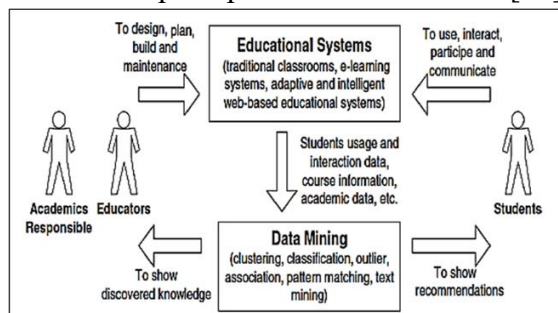 To design, plan,
build and
maintenance
Educational Systems
(traditional classrooms, e-learning
systems, adaptive and intelligent
web-based educational systems)
To use, interact,
participe and
communicate
Students usage and
interaction data,
course information,
academic data, etc.
Academics
Responsible
Educators
Students
Data Mining
(clustering, classification, outlier,
association, pattern matching, text
mining)
To show
discovered knowledge
To show
recommendations